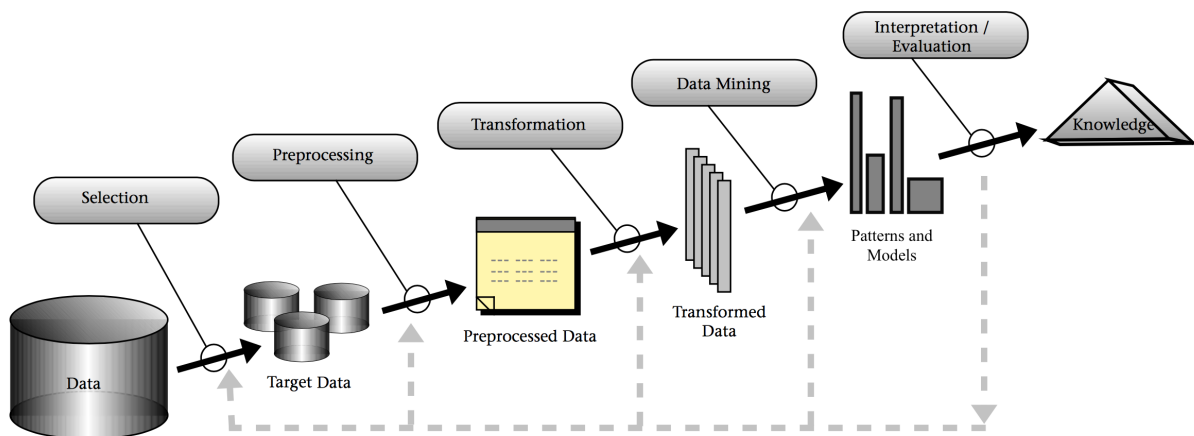 Interpretation /
Evaluation
Data Mining
Transformation
Preprocessing
Selection
Knowledge
Patterns and
Models
Transformed
Data
Preprocessed Data
Target Data
Data